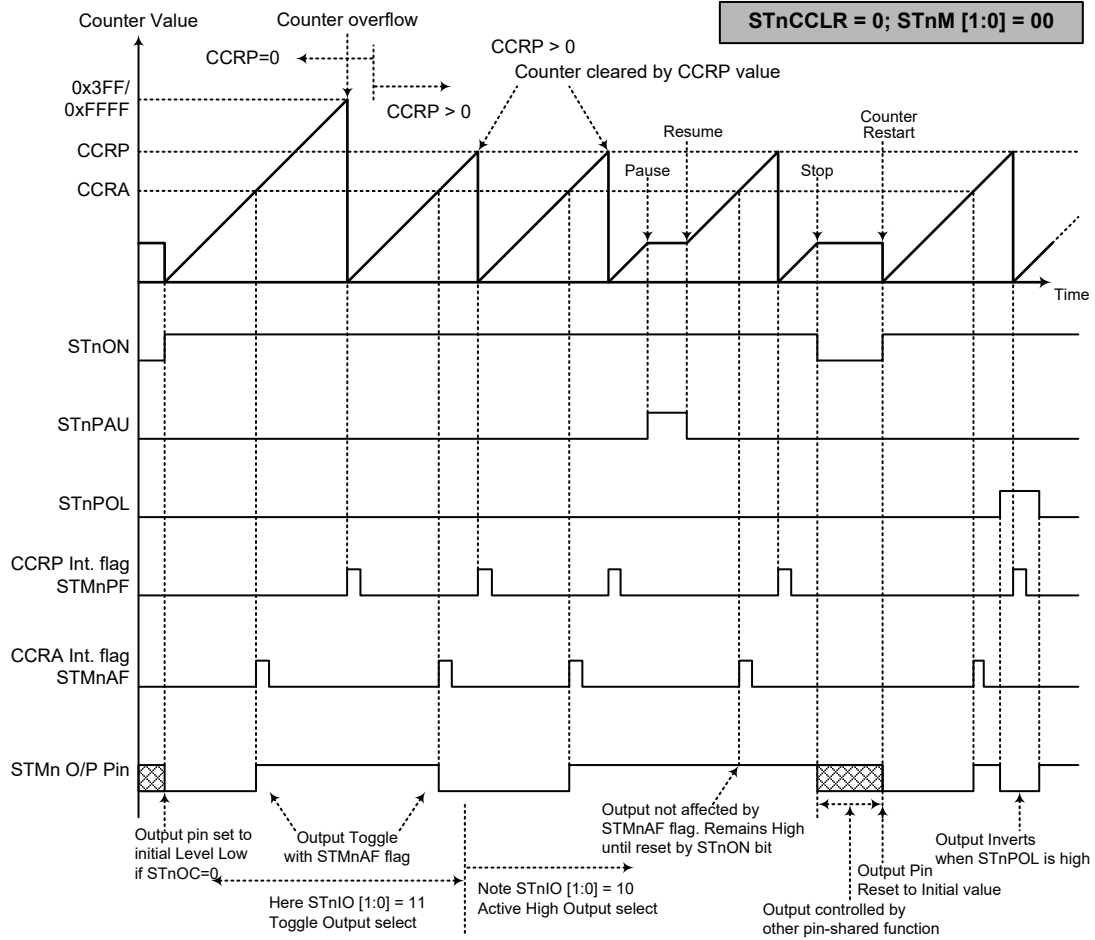 STnCCLR = 0; STnM [1:0] = 00
Counter Value
Counter overflow
CCRP=0
CCRP > 0
CCRP > 0
Counter cleared by CCRP value
0x3FF/
0xFFFF
CCRP
CCRA
Pause
Resume
Stop
Counter
Restart
Time
STnON
STnPAU
STnPOL
CCRP Int. flag
STMnPF
CCRA Int. flag
STMnAF
STMn O/P Pin
Output pin set to
initial Level Low
if STnOC=0
Output Toggle
with STMnAF flag
Here STnIO [1:0] = 11
Toggle Output select
Note STnIO [1:0] = 10
Active High Output select
Output not affected by
STMnAF flag. Remains High
until reset by STnON bit
Output controlled by
other pin-shared function
Output Pin
Reset to Initial value
Output Inverts
when STnPOL is high